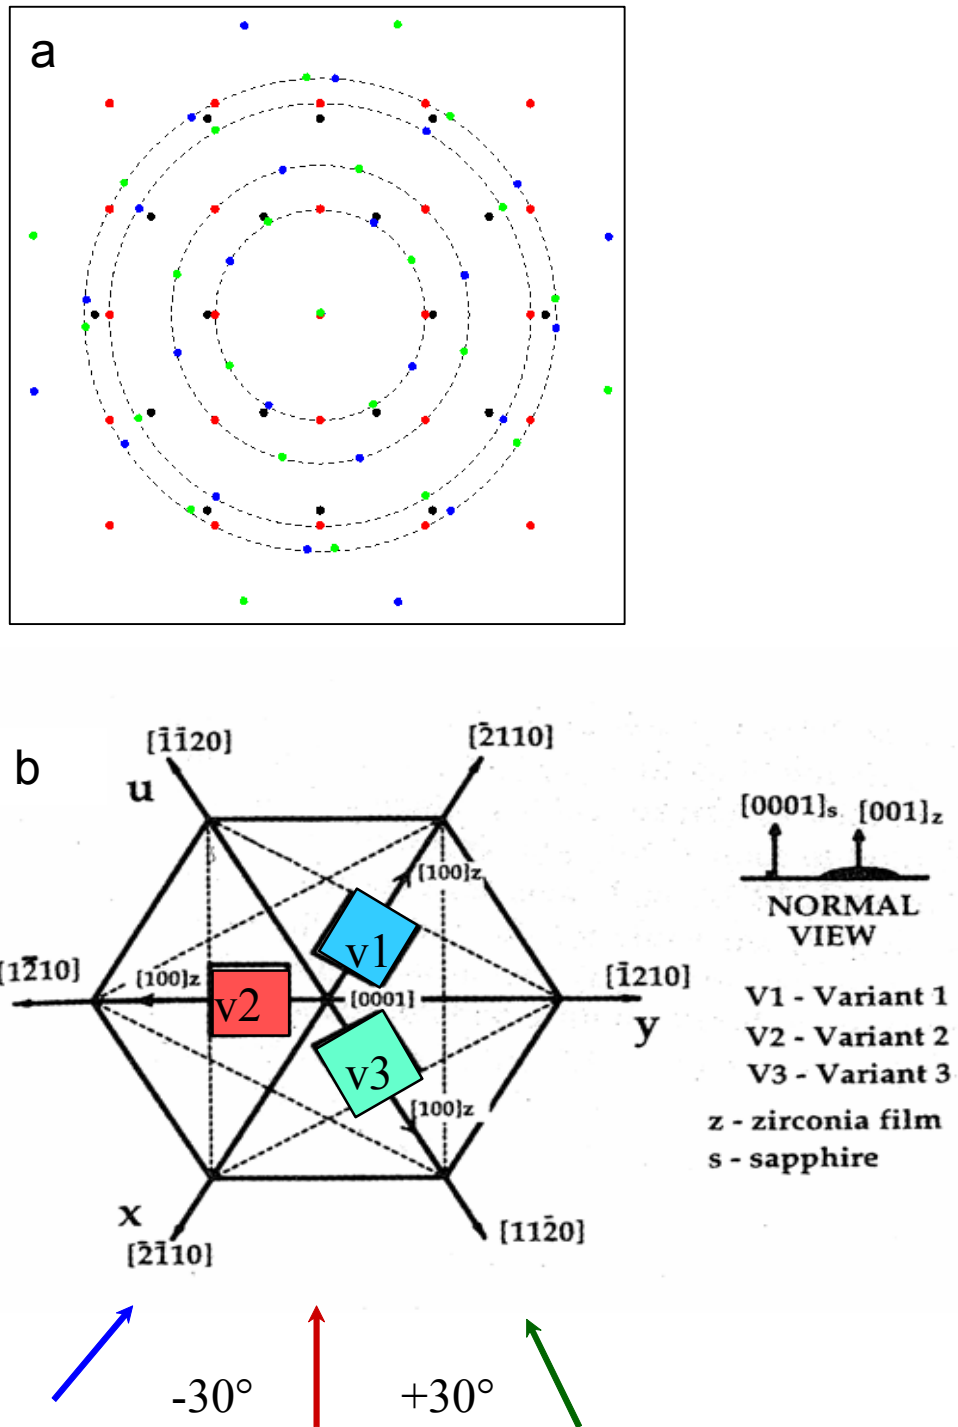 a
b
[1̄1̄20]
[2̄110]
u
[0001]s [001]z
[100]z
NORMAL
VIEW
v1
[12̄10]
[100]z
[0001]
[1̄210]
v2
y
V1 - Variant 1
V2 - Variant 2
V3 - Variant 3
v3
[100]z
z - zirconia film
s - sapphire
x
[2̄1̄10]
[112̄0]
-30°
+30°